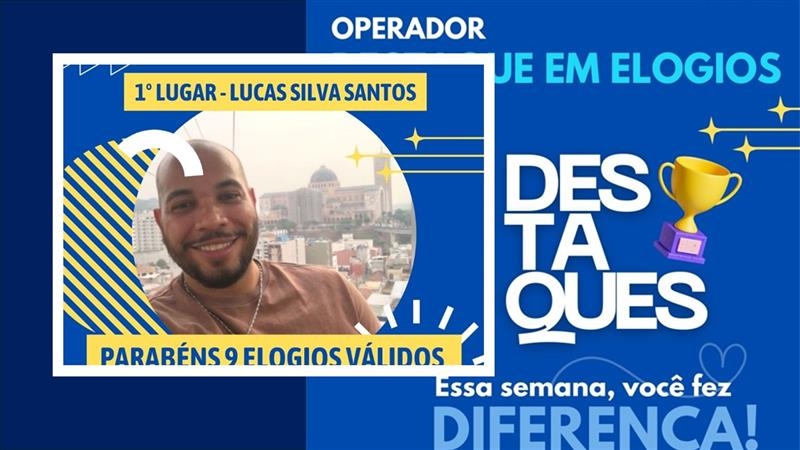 OPERADOR
QUE EM ELOGIOS
1° LUGAR - LUCAS SILVA SANTOS
DES
TA
QUES
PARABÉNS 9 ELOGIOS VÁLIDOS
Essa semana, você fez
DIFERENÇA!